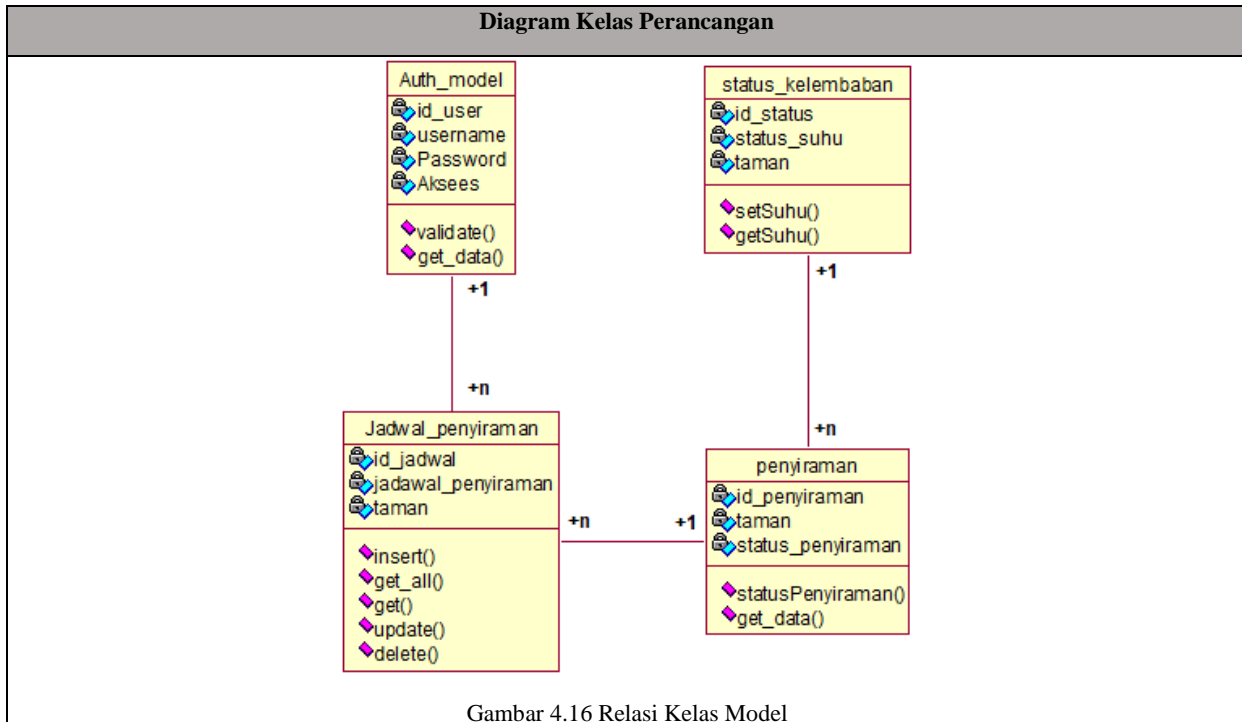 Diagram Kelas Perancangan
Auth_model
id_user
username
Password
Aksees
validate()
get_data()
+1
+n
status_kelembaban
id_status
status_suhu
taman
setSuhu()
getSuhu()
+1
+n
Jadwal_penyiraman
id_jadwal
jadawal_penyiraman
taman
insert()
get_all()
get()
update()
delete()
+n
+1
penyiraman
id_penyiraman
taman
status_penyiraman
statusPenyiraman()
get_data()
Gambar 4.16 Relasi Kelas Model